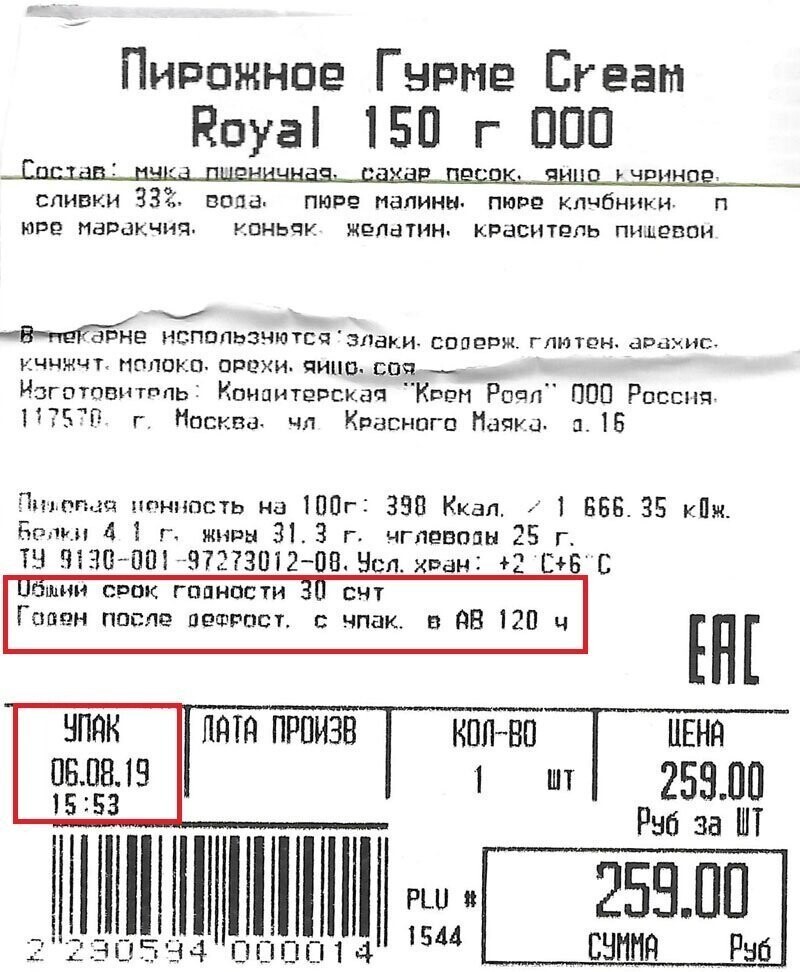 Пирожное Гурме Cream
Royal 150 г ООО
Состав: мука пшеничная, сахар песок, яйцо куриное,
сливки 33%, вода, пюре малины, пюре клубники, п
юре маракуия, коньяк, желатин, краситель пищевой.
В пекарне используются:злаки, содерж. глютен, арахис,
кунжут, молоко, орехи, яйцо, соя
Изготовитель: Кондитерская "Крем Роял" ООО Россия,
117570, г. Москва, ул. Красного Маяка, д.16
Пищевая ценность на 100г: 398 Ккал. / 1 666.35 кДж.
Белки 4.1 г, жиры 31.3 г, углеводы 25 г.
ТУ 9130-001-97273012-08, Усл. хран: +2°C+6°C
Общий срок годности 30 сут
Годен после дефрост. с упак. в АВ 120 ч
ЕАС
УПАК ДАТА ПРОИЗВ КОЛ-ВО ЦЕНА
06.08.19 1 шт 259.00
15:53
Руб за ШТ
PLU # 259.00
1544 СУММА Руб
2 290594 000014